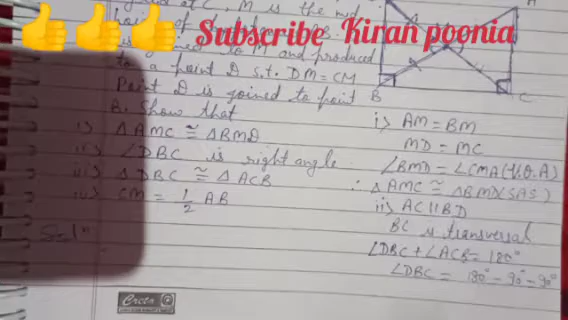 👍👍👍 Subscribe Kiran poonia
at C, M is the mid
of
is joined to M and produced
to a point D s.t. DM = CM
Point D is joined to point
B. Show that
i) ΔAMC ≅ ΔBMD
ii) ∠DBC is right angle
iii) ΔDBC ≅ ΔACB
iv) CM = 1/2 AB
Solⁿ
A
B
C
i) AM = BM
MD = MC
∠BMD = ∠CMA (V.O.A)
∴ ΔAMC ≅ ΔBMD (SAS)
ii) AC || BD
BC is transversal
∠DBC + ∠ACB = 180°
∠DBC = 180° - 90° = 90°
Creta